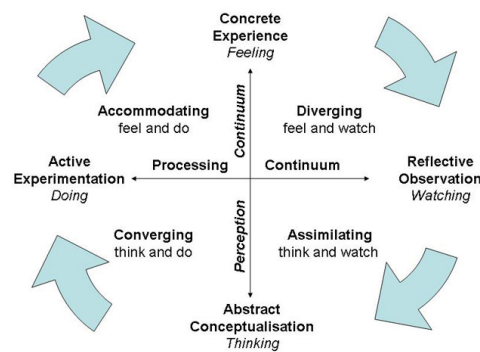 Concrete
Experience
Feeling
Accommodating
feel and do
Continuum
Diverging
feel and watch
Active
Experimentation
Doing
Processing
Continuum
Reflective
Observation
Watching
Converging
think and do
Perception
Assimilating
think and watch
Abstract
Conceptualisation
Thinking